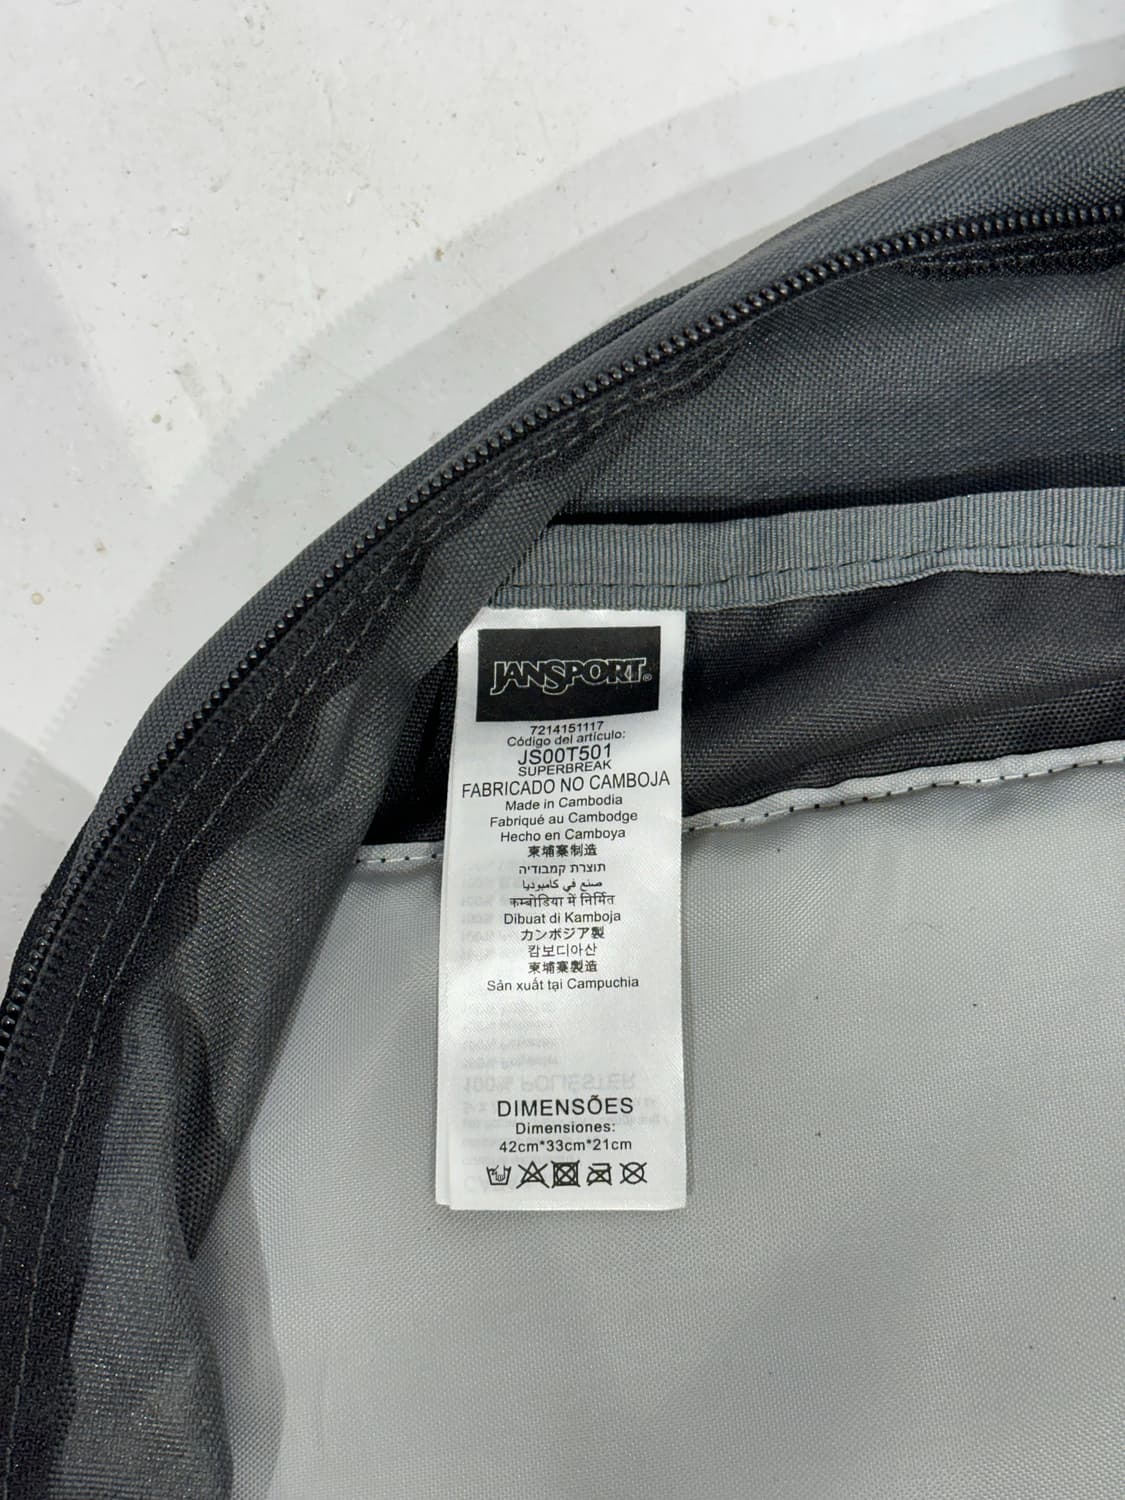 JANSPORT®
7214151117
Código del artículo:
JS00T501
SUPERBREAK
FABRICADO NO CAMBOJA
Made in Cambodia
Fabriqué au Cambodge
Hecho en Camboya
柬埔寨制造
תוצרת קמבודיה
صنع في كامبوديا
कम्बोडिया में निर्मित
Dibuat di Kamboja
カンボジア製
캄보디아산
柬埔寨製造
Sản xuất tại Campuchia
100% POLIÉSTER
DIMENSÕES
Dimensiones:
42cm*33cm*21cm